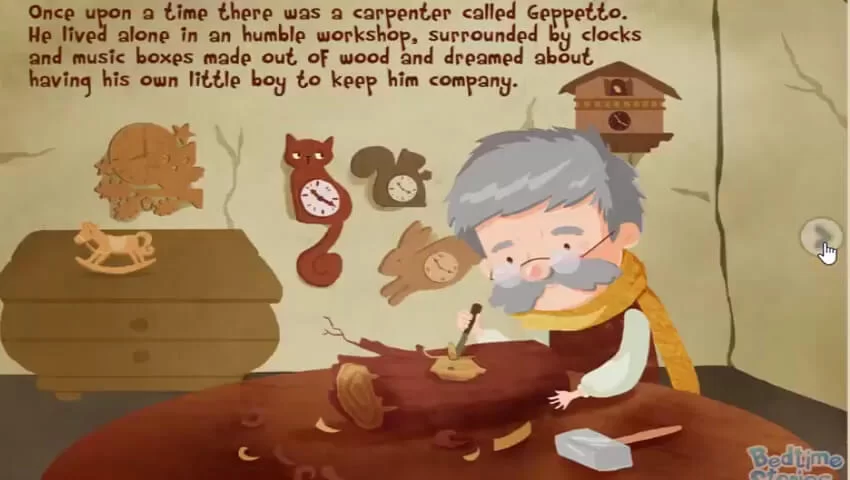 Once upon a time there was a carpenter called Geppetto.
He lived alone in an humble workshop, surrounded by clocks
and music boxes made out of wood and dreamed about
having his own little boy to keep him company.
Bedtime
Stories